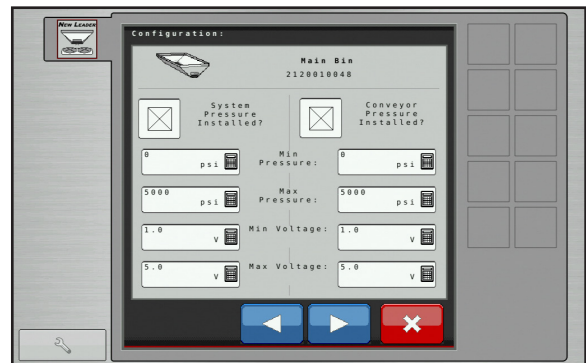 NEW LEADER
Configuration:
Main Bin
2120010048
System Pressure Installed?
Conveyor Pressure Installed?
0 psi Min Pressure: 0 psi
5000 psi Max Pressure: 5000 psi
1.0 V Min Voltage: 1.0 V
5.0 V Max Voltage: 5.0 V